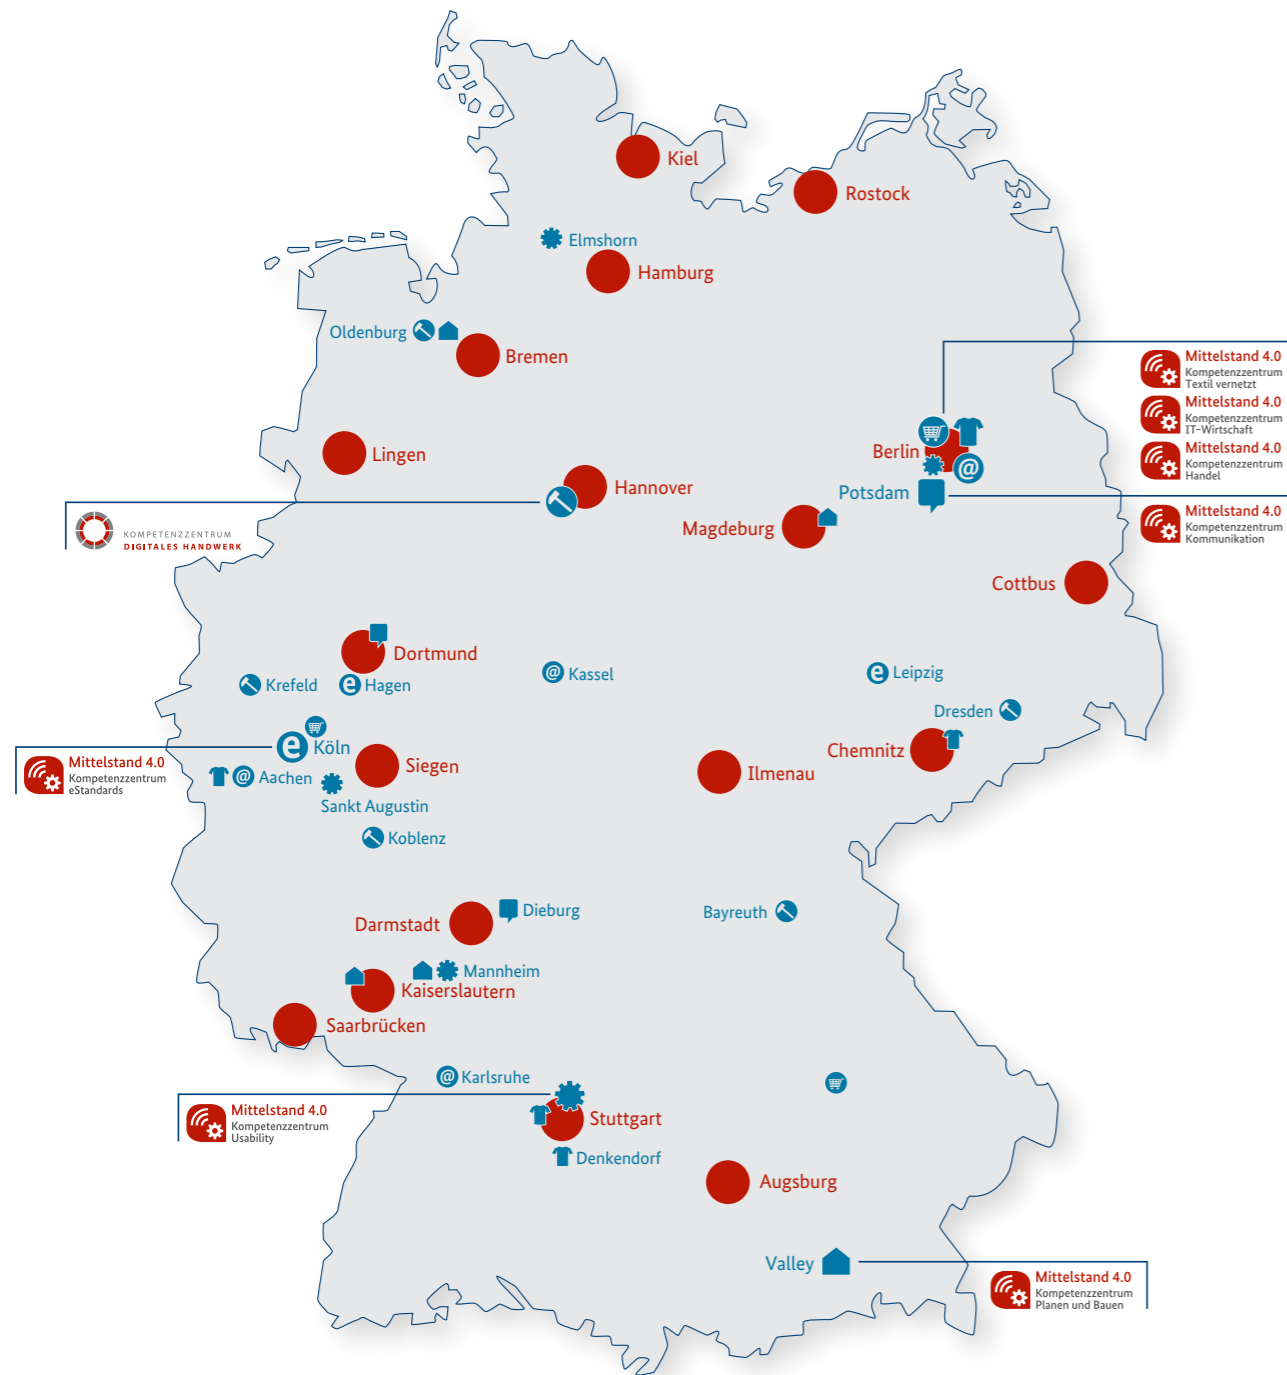 Kiel
Rostock
Elmshorn
Hamburg
Oldenburg
Bremen
Mittelstand 4.0
Kompetenzzentrum
Textil vernetzt
Mittelstand 4.0
Kompetenzzentrum
IT-Wirtschaft
Mittelstand 4.0
Kompetenzzentrum
Handel
Lingen
Berlin
@
Hannover
Potsdam
Magdeburg
Mittelstand 4.0
Kompetenzzentrum
Kommunikation
KOMPETENZZENTRUM
DIGITALES HANDWERK
Cottbus
Dortmund
@ Kassel
e Leipzig
Krefeld
e Hagen
Dresden
e Köln
Chemnitz
Mittelstand 4.0
Kompetenzzentrum
eStandards
Siegen
Ilmenau
@ Aachen
Sankt Augustin
Koblenz
Dieburg
Bayreuth
Darmstadt
Mannheim
Kaiserslautern
Saarbrücken
@ Karlsruhe
Mittelstand 4.0
Kompetenzzentrum
Usability
Stuttgart
Denkendorf
Augsburg
Valley
Mittelstand 4.0
Kompetenzzentrum
Planen und Bauen